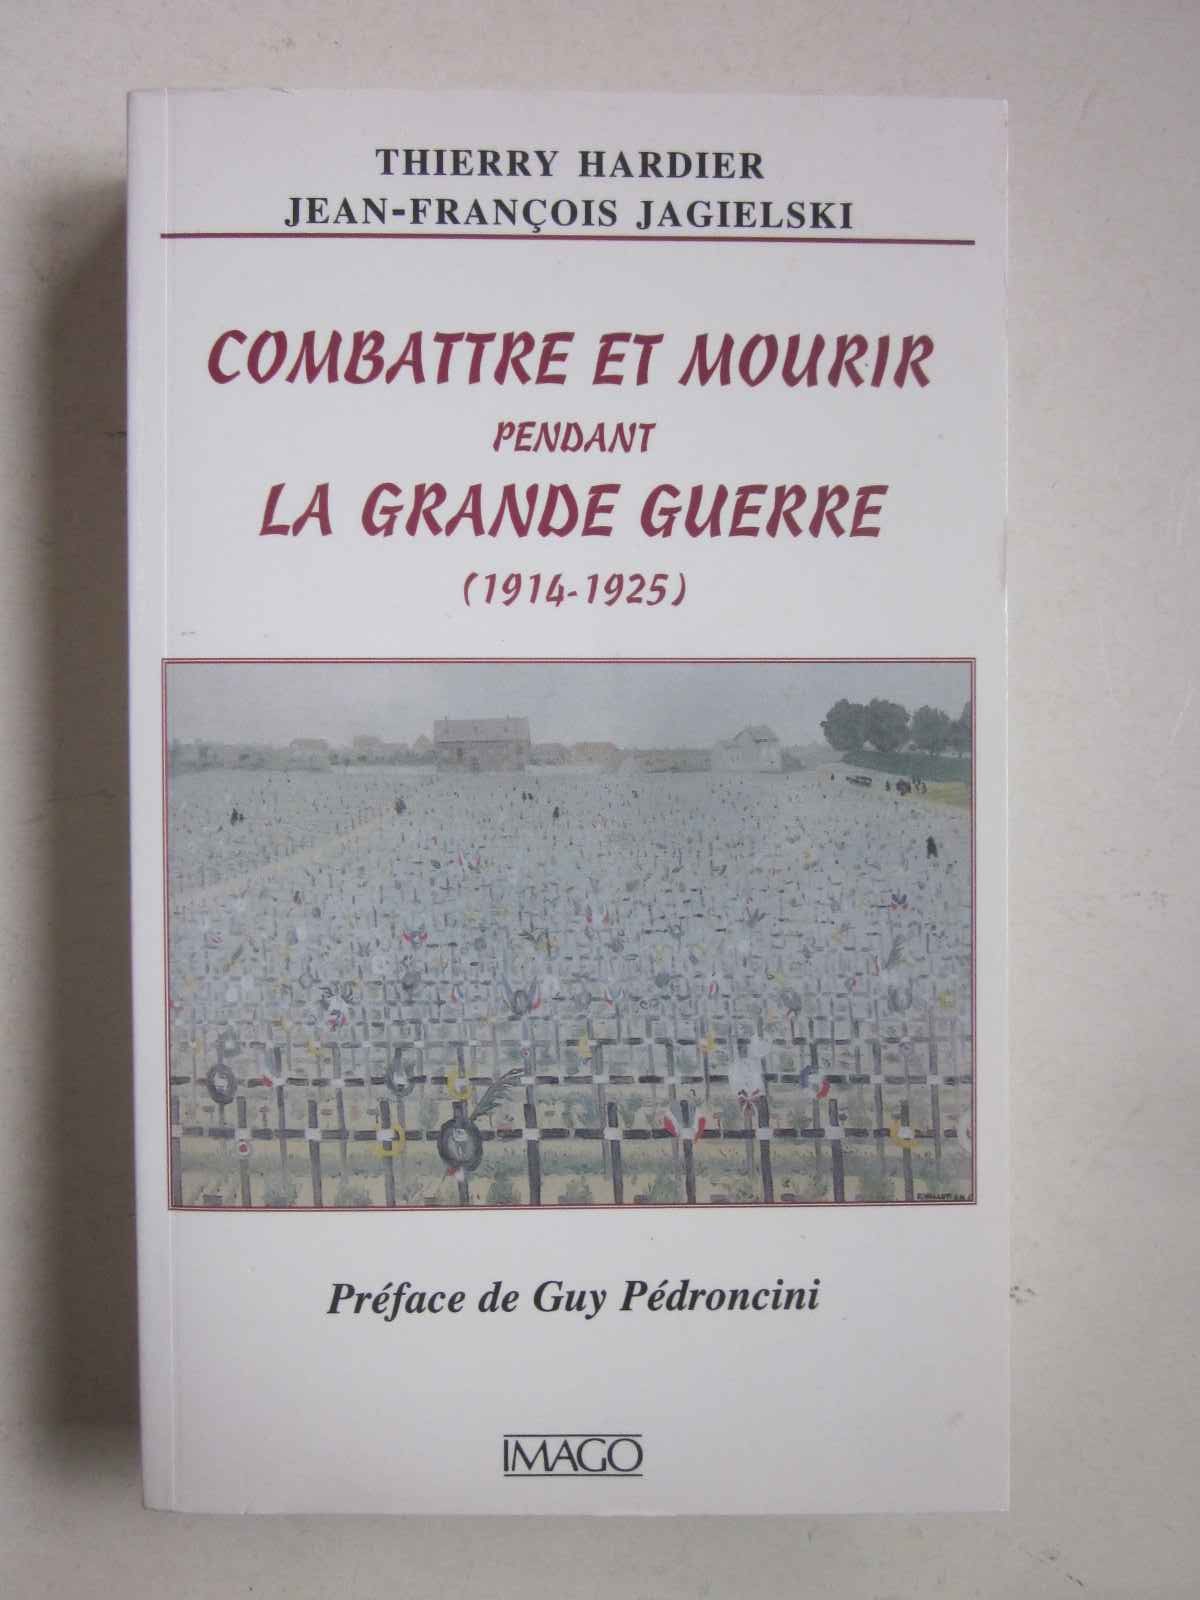 THIERRY HARDIER
JEAN-FRANÇOIS JAGIELSKI
COMBATTRE ET MOURIR
PENDANT
LA GRANDE GUERRE
(1914-1925)
Préface de Guy Pédroncini
IMAGO